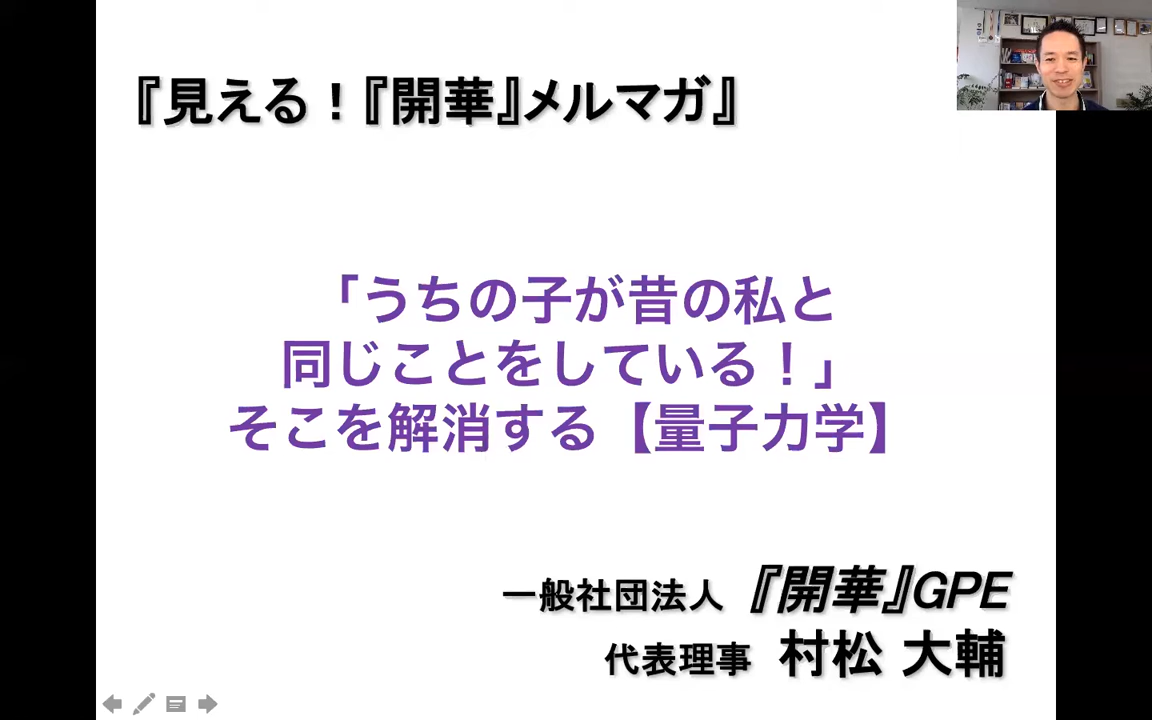 『見える！『開華』メルマガ』
「うちの子が昔の私と
同じことをしている！」
そこを解消する【量子力学】
一般社団法人 『開華』GPE
代表理事 村松 大輔